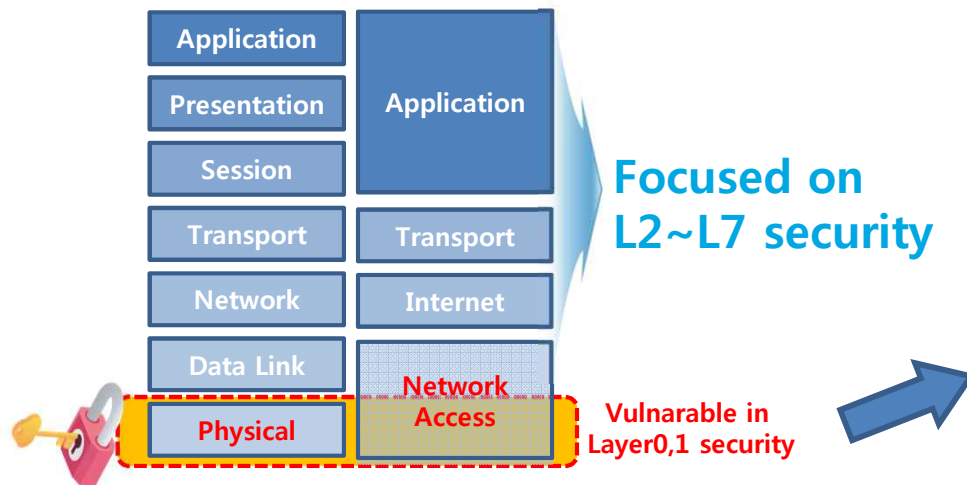 Application
Presentation
Session
Transport
Network
Data Link
Physical
Application
Transport
Internet
Network
Access
Focused on
L2~L7 security
Vulnarable in
Layer0,1 security